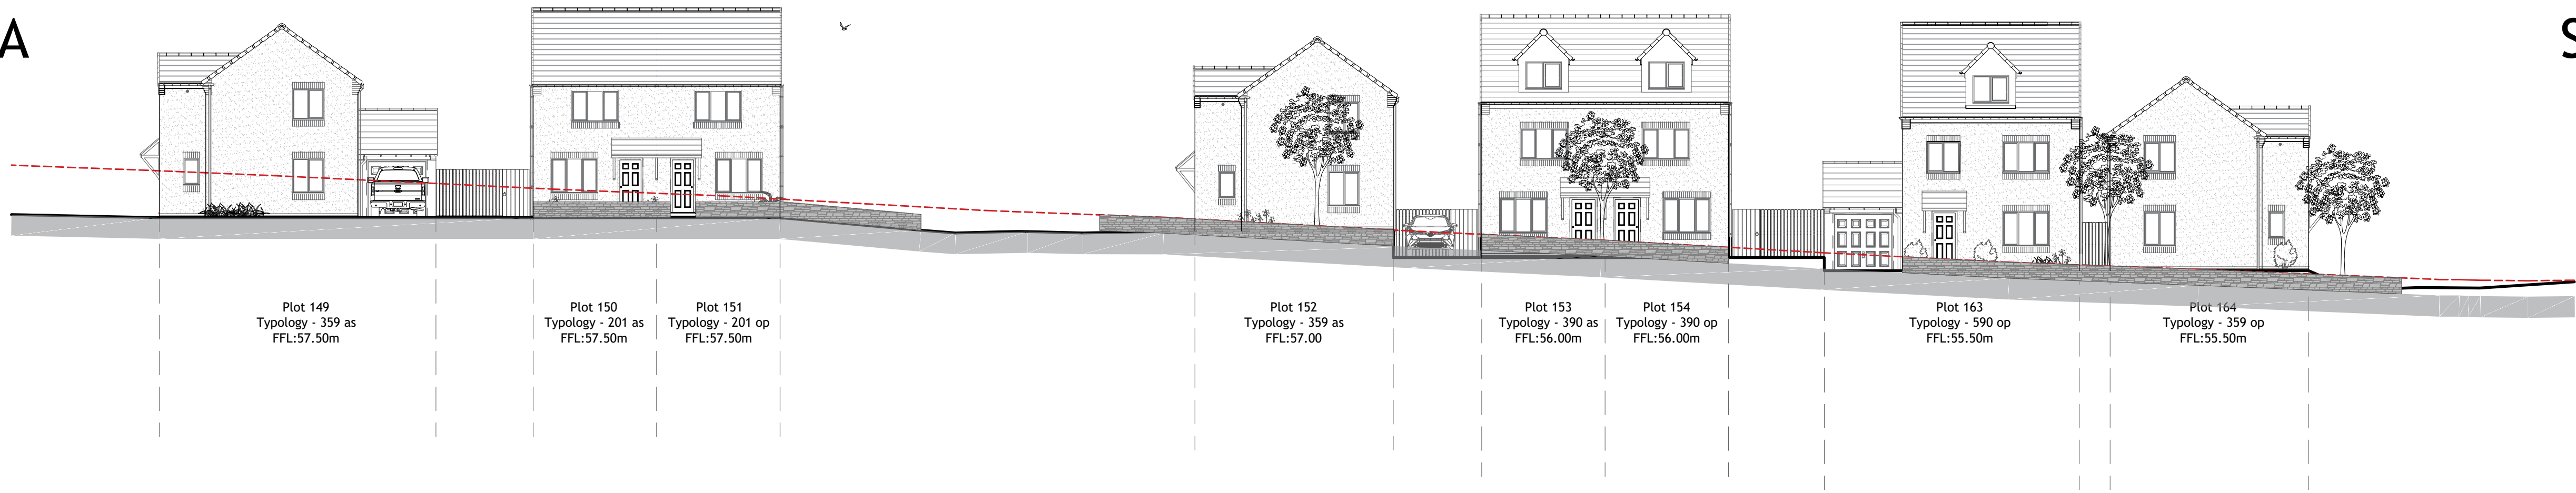 A
S
Plot 149
Typology - 359 as
FFL:57.50m
Plot 150
Typology - 201 as
FFL:57.50m
Plot 151
Typology - 201 op
FFL:57.50m
Plot 152
Typology - 359 as
FFL:57.00
Plot 153
Typology - 390 as
FFL:56.00m
Plot 154
Typology - 390 op
FFL:56.00m
Plot 163
Typology - 590 op
FFL:55.50m
Plot 164
Typology - 359 op
FFL:55.50m